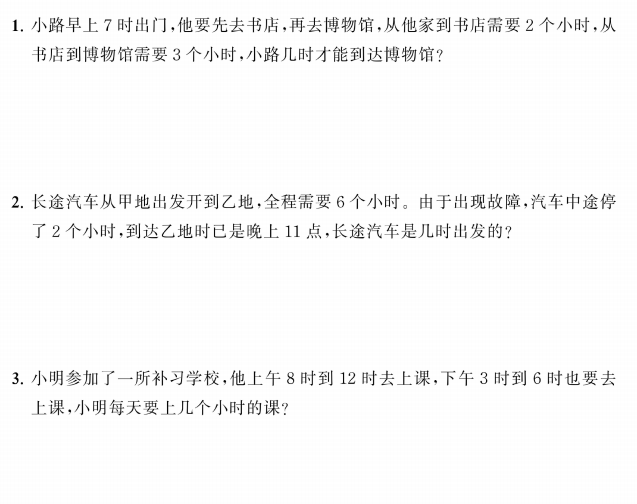 1. 小路早上 7 时出门,他要先去书店,再去博物馆,从他家到书店需要 2 个小时,从
书店到博物馆需要 3 个小时,小路几时才能到达博物馆?
2. 长途汽车从甲地出发开到乙地,全程需要 6 个小时。由于出现故障,汽车中途停
了 2 个小时,到达乙地时已是晚上 11 点,长途汽车是几时出发的?
3. 小明参加了一所补习学校,他上午 8 时到 12 时去上课,下午 3 时到 6 时也要去
上课,小明每天要上几个小时的课?